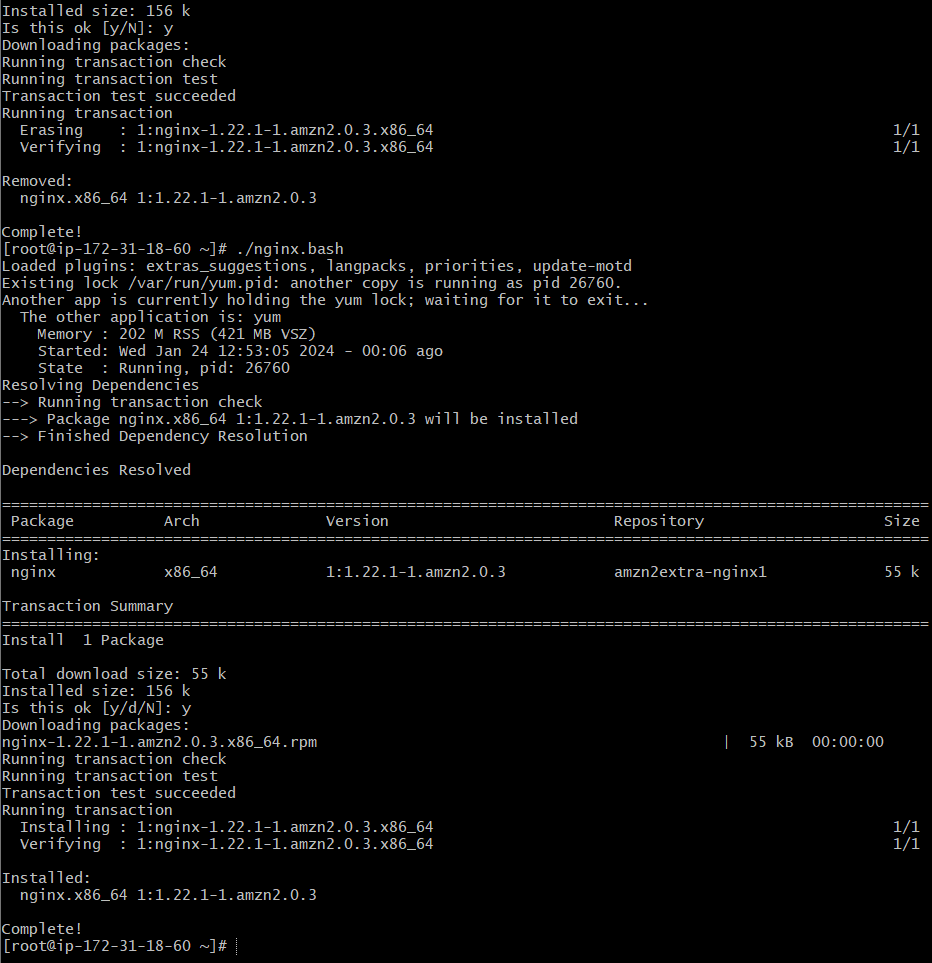 Installed size: 156 k
Is this ok [y/N]: y
Downloading packages:
Running transaction check
Running transaction test
Transaction test succeeded
Running transaction
  Erasing    : 1:nginx-1.22.1-1.amzn2.0.3.x86_64                                                   1/1
  Verifying  : 1:nginx-1.22.1-1.amzn2.0.3.x86_64                                                   1/1

Removed:
  nginx.x86_64 1:1.22.1-1.amzn2.0.3

Complete!
[root@ip-172-31-18-60 ~]# ./nginx.bash
Loaded plugins: extras_suggestions, langpacks, priorities, update-motd
Existing lock /var/run/yum.pid: another copy is running as pid 26760.
Another app is currently holding the yum lock; waiting for it to exit...
  The other application is: yum
    Memory : 202 M RSS (421 MB VSZ)
    Started: Wed Jan 24 12:53:05 2024 - 00:06 ago
    State  : Running, pid: 26760
Resolving Dependencies
--> Running transaction check
---> Package nginx.x86_64 1:1.22.1-1.amzn2.0.3 will be installed
--> Finished Dependency Resolution

Dependencies Resolved

=======================================================================================================
 Package          Arch              Version                         Repository                    Size
=======================================================================================================
Installing:
 nginx            x86_64            1:1.22.1-1.amzn2.0.3            amzn2extra-nginx1             55 k

Transaction Summary
=======================================================================================================
Install  1 Package

Total download size: 55 k
Installed size: 156 k
Is this ok [y/d/N]: y
Downloading packages:
nginx-1.22.1-1.amzn2.0.3.x86_64.rpm                                             |  55 kB  00:00:00
Running transaction check
Running transaction test
Transaction test succeeded
Running transaction
  Installing : 1:nginx-1.22.1-1.amzn2.0.3.x86_64                                                   1/1
  Verifying  : 1:nginx-1.22.1-1.amzn2.0.3.x86_64                                                   1/1

Installed:
  nginx.x86_64 1:1.22.1-1.amzn2.0.3

Complete!
[root@ip-172-31-18-60 ~]#